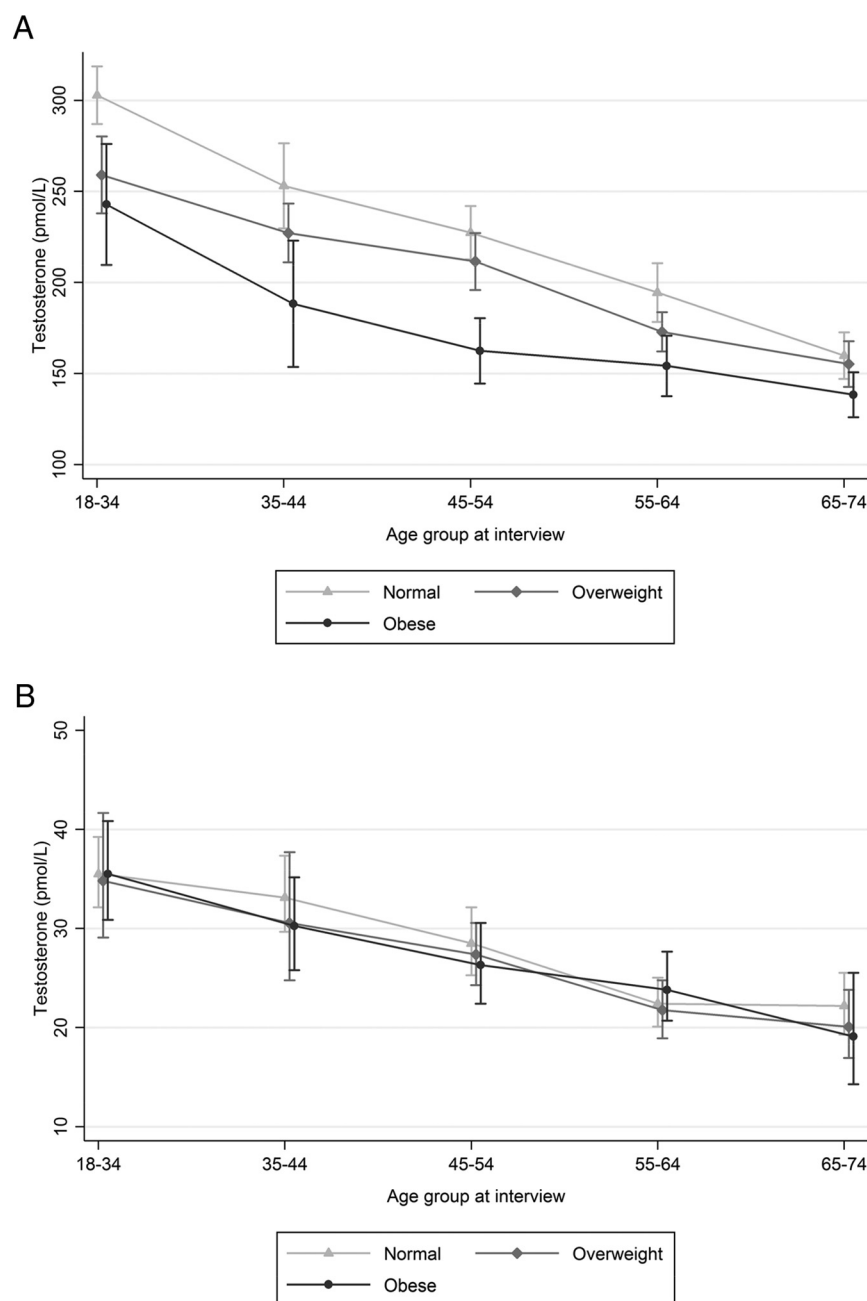 A
Testosterone (pmol/L)
300
250
200
150
100
18-34 35-44 45-54 55-64 65-74
Age group at interview
Normal Overweight
Obese
B
Testosterone (pmol/L)
50
40
30
20
10
18-34 35-44 45-54 55-64 65-74
Age group at interview
Normal Overweight
Obese